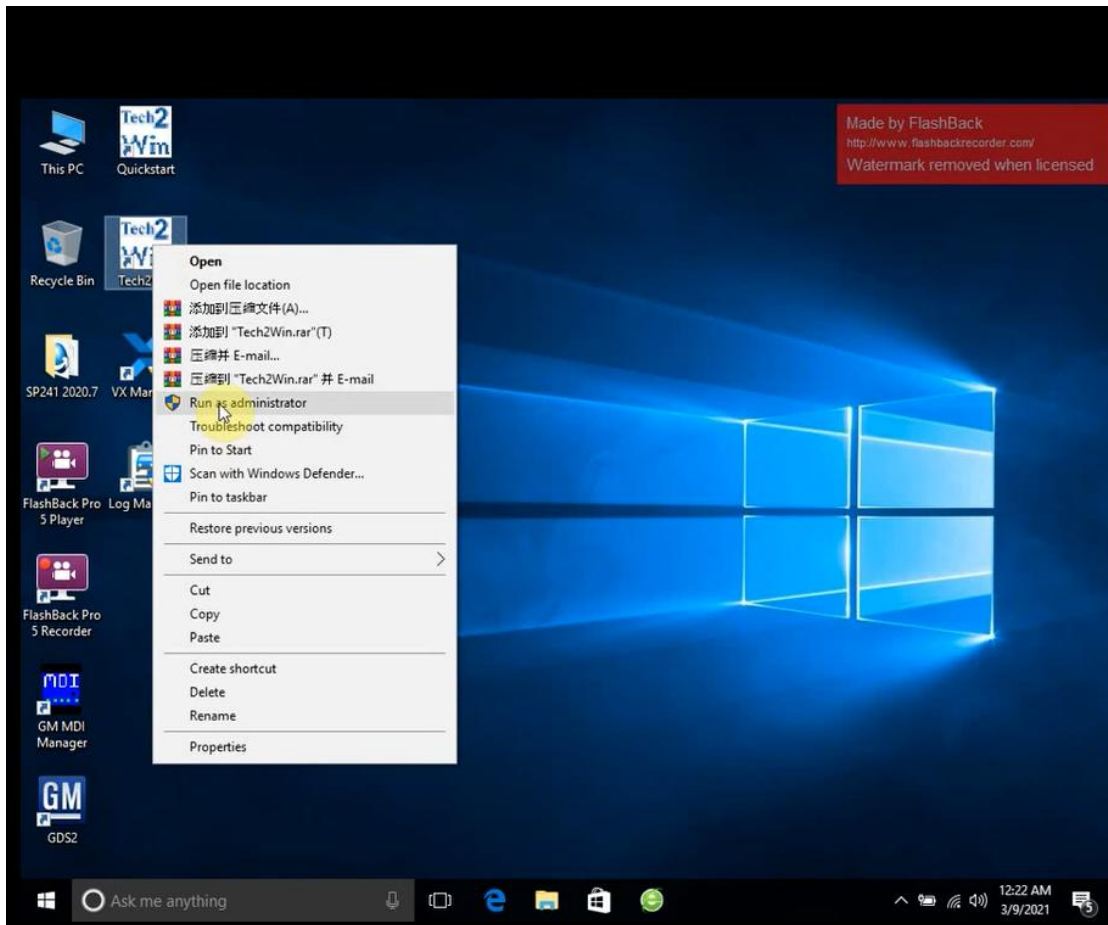 Made by FlashBack
http://www.flashbackrecorder.com/
Watermark removed when licensed
This PC
Tech2
Win
Quickstart
Recycle Bin
Tech2
Wi
Tech2
SP241 2020.7
VX Mar
FlashBack Pro
5 Player
Log Ma
FlashBack Pro
5 Recorder
MDI
GM MDI
Manager
GM
GDS2
Open
Open file location
添加到压缩文件(A)...
添加到 "Tech2Win.rar"(T)
压缩并 E-mail...
压缩到 "Tech2Win.rar" 并 E-mail
Run as administrator
Troubleshoot compatibility
Pin to Start
Scan with Windows Defender...
Pin to taskbar
Restore previous versions
Send to
Cut
Copy
Paste
Create shortcut
Delete
Rename
Properties
Ask me anything
12:22 AM
3/9/2021
5